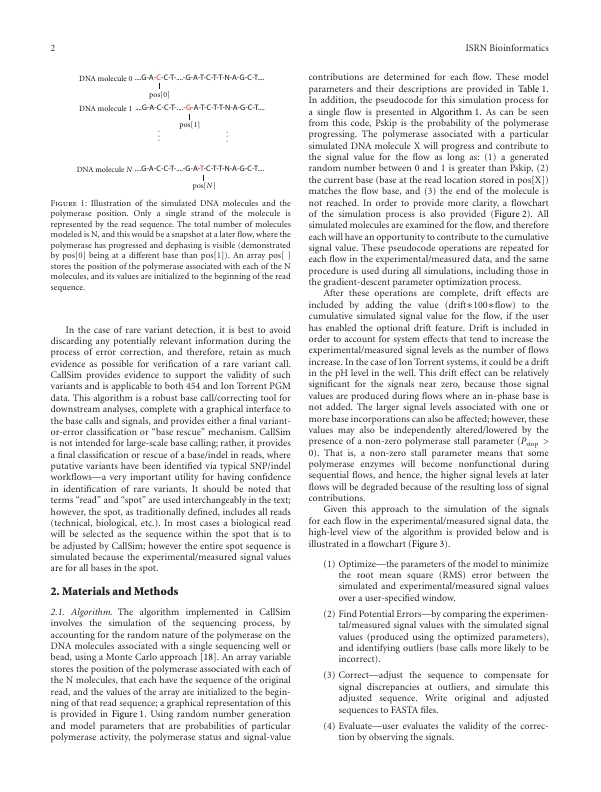 2
ISRN Bioinformatics
DNA molecule 0 ...G-A-C-C-T-...-G-A-T-C-T-T-N-A-G-C-T....
pos[0]
DNA molecule 1 ...G-A-C-C-C-T-...-G-A-T-C-T-T-N-A-G-C-T....
pos[1]
DNA molecule N ...G-A-C-C-T-...-G-A-T-C-T-T-N-A-G-C-T....
pos[N]
Figure 1: Illustration of the simulated DNA molecules and the
polymerase position. Only a single strand of the molecule is
represented by the read sequence. The total number of molecules
modeled is N, and this would be a snapshot at a later flow, where the
polymerase has progressed and dephasing is visible (demonstrated
by pos[0] being at a different base than pos[1]). An array pos[ ]
stores the position of the polymerase associated with each of the N
molecules, and its values are initialized to the beginning of the read
sequence.
In the case of rare variant detection, it is best to avoid
discarding any potentially relevant information during the
process of error correction, and therefore, retain as much
evidence as possible for verification of a rare variant call.
CallSim provides evidence to support the validity of such
variants and is applicable to both 454 and Ion Torrent PGM
data. This algorithm is a robust base call/correcting tool for
downstream analyses, complete with a graphical interface to
the base calls and signals, and provides either a final variant-
or-error classification or “base rescue” mechanism. CallSim
is not intended for large-scale base calling; rather, it provides
a final classification or rescue of a base/indel in reads, where
putative variants have been identified via typical SNP/indel
workflows—a very important utility for having confidence
in identification of rare variants. It should be noted that
terms “read” and “spot” are used interchangeably in the text;
however, the spot, as traditionally defined, includes all reads
(technical, biological, etc.). In most cases a biological read
will be selected as the sequence within the spot that is to
be adjusted by CallSim; however the entire spot sequence is
simulated because the experimental/measured signal values
are for all bases in the spot.
2. Materials and Methods
2.1. Algorithm. The algorithm implemented in CallSim
involves the simulation of the sequencing process, by
accounting for the random nature of the polymerase on the
DNA molecules associated with a single sequencing well or
bead, using a Monte Carlo approach [18]. An array variable
stores the position of the polymerase associated with each of
the N molecules, that each have the sequence of the original
read, and the values of the array are initialized to the begin-
ning of that read sequence; a graphical representation of this
is provided in Figure 1. Using random number generation
and model parameters that are probabilities of particular
polymerase activity, the polymerase status and signal-value
contributions are determined for each flow. These model
parameters and their descriptions are provided in Table 1.
In addition, the pseudocode for this simulation process for
a single flow is presented in Algorithm 1. As can be seen
from this code, Pskip is the probability of the polymerase
progressing. The polymerase associated with a particular
simulated DNA molecule X will progress and contribute to
the signal value for the flow as long as: (1) a generated
random number between 0 and 1 is greater than Pskip, (2)
the current base (base at the read location stored in pos[X])
matches the flow base, and (3) the end of the molecule is
not reached. In order to provide more clarity, a flowchart
of the simulation process is also provided (Figure 2). All
simulated molecules are examined for the flow, and therefore
each will have an opportunity to contribute to the cumulative
signal value. These pseudocode operations are repeated for
each flow in the experimental/measured data, and the same
procedure is used during all simulations, including those in
the gradient-descent parameter optimization process.
After these operations are complete, drift effects are
included by adding the value (drift∗100∗flow) to the
cumulative simulated signal value for the flow, if the user
has enabled the optional drift feature. Drift is included in
order to account for system effects that tend to increase the
experimental/measured signal levels as the number of flows
increase. In the case of Ion Torrent systems, it could be a drift
in the pH level in the well. This drift effect can be relatively
significant for the signals near zero, because those signal
values are produced during flows where an in-phase base is
not added. The larger signal levels associated with one or
more base incorporations can also be affected; however, these
values may also be independently altered/lowered by the
presence of a non-zero polymerase stall parameter (Pstop >
0). That is, a non-zero stall parameter means that some
polymerase enzymes will become nonfunctional during
sequential flows, and hence, the higher signal levels at later
flows will be degraded because of the resulting loss of signal
contributions.
Given this approach to the simulation of the signals
for each flow in the experimental/measured signal data, the
high-level view of the algorithm is provided below and is
illustrated in a flowchart (Figure 3).
(1) Optimize—the parameters of the model to minimize
the root mean square (RMS) error between the
simulated and experimental/measured signal values
over a user-specified window.
(2) Find Potential Errors—by comparing the experimen-
tal/measured signal values with the simulated signal
values (produced using the optimized parameters),
and identifying outliers (base calls more likely to be
incorrect).
(3) Correct—adjust the sequence to compensate for
signal discrepancies at outliers, and simulate this
adjusted sequence. Write original and adjusted
sequences to FASTA files.
(4) Evaluate—user evaluates the validity of the correc-
tion by observing the signals.